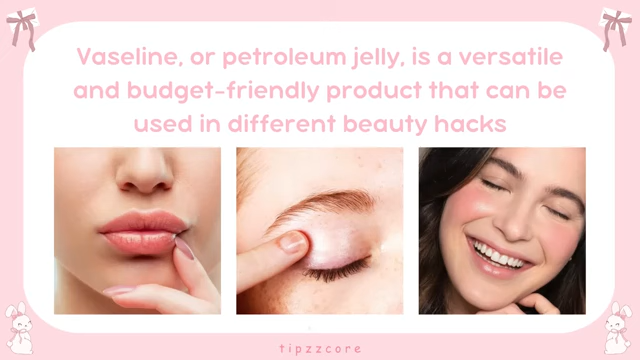 Vaseline, or petroleum jelly, is a versatile
and budget-friendly product that can be
used in different beauty hacks
tipzzcore